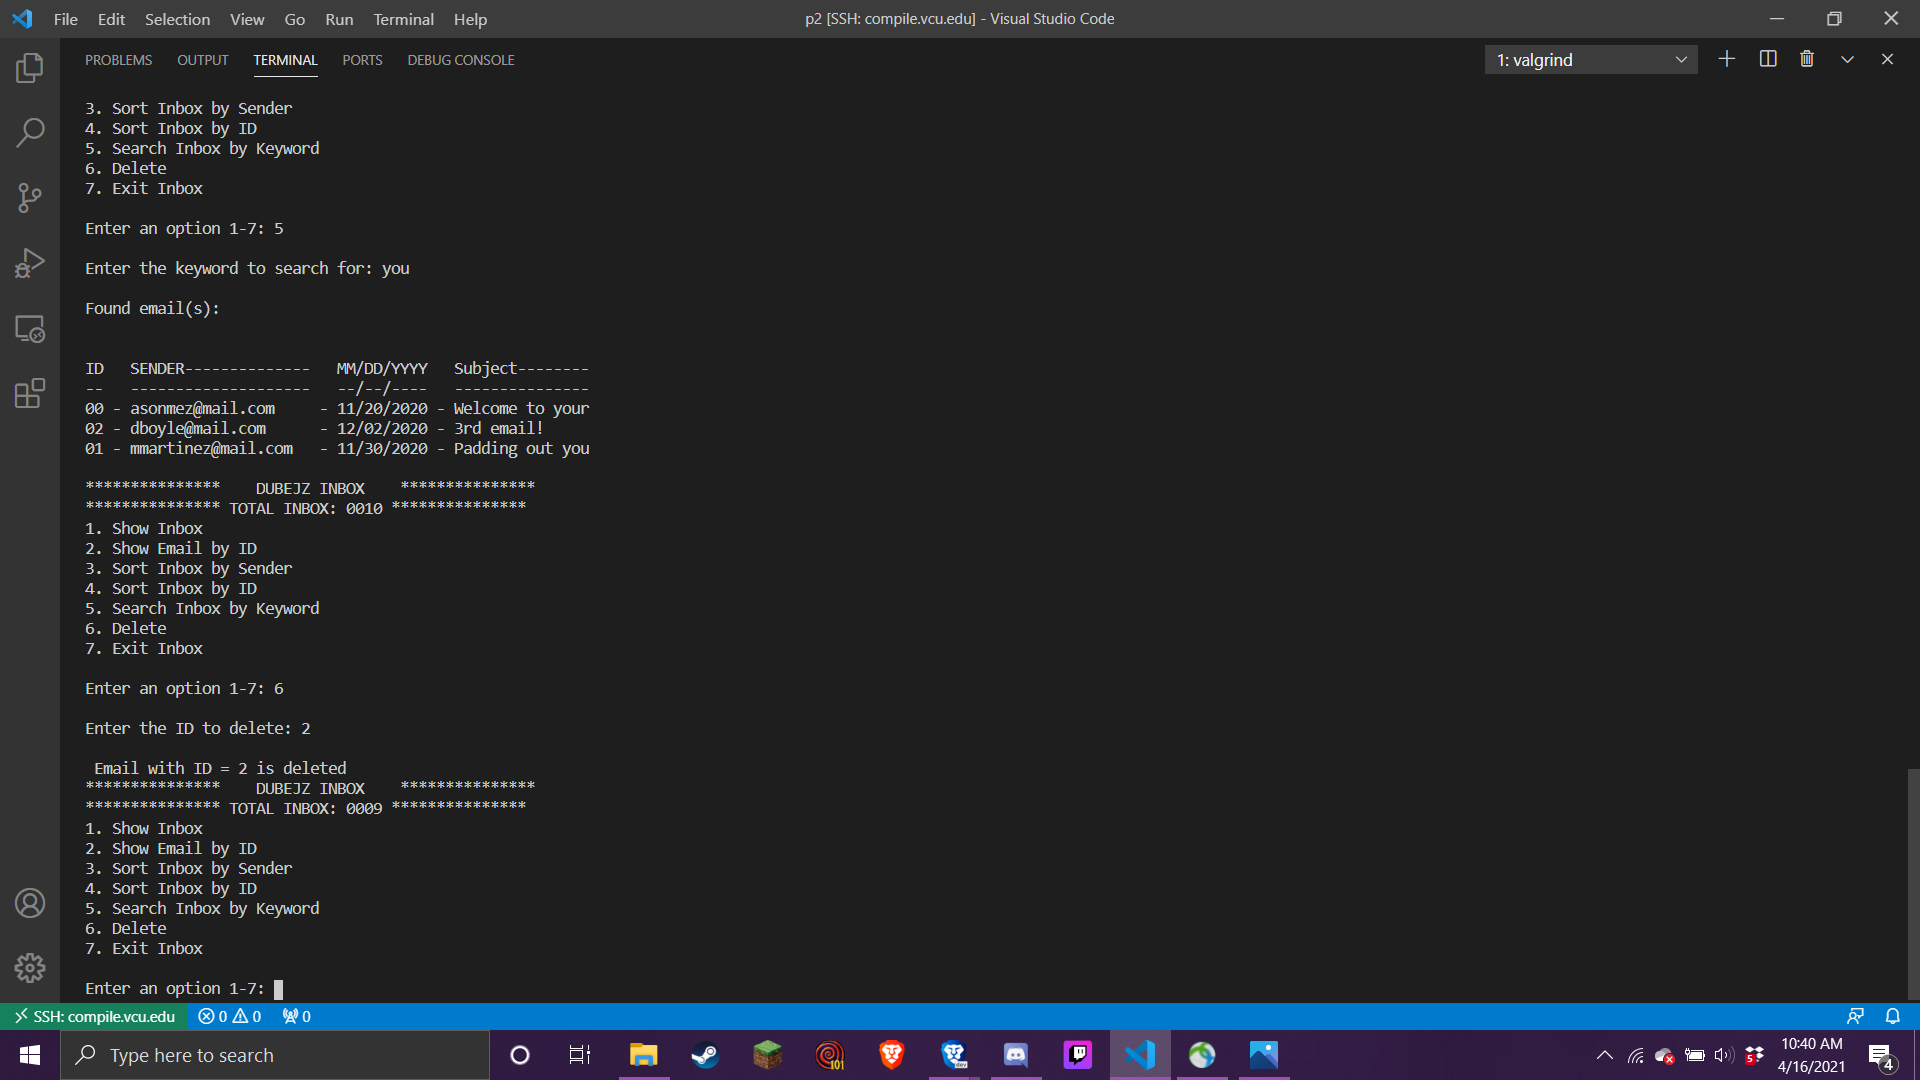 File Edit Selection View Go Run Terminal Help
p2 [SSH: compile.vcu.edu] - Visual Studio Code
PROBLEMS OUTPUT TERMINAL PORTS DEBUG CONSOLE
1: valgrind
3. Sort Inbox by Sender
4. Sort Inbox by ID
5. Search Inbox by Keyword
6. Delete
7. Exit Inbox
Enter an option 1-7: 5
Enter the keyword to search for: you
Found email(s):
ID   SENDER--------------   MM/DD/YYYY   Subject--------
--   --------------------   --/--/----   ---------------
00 - asonmez@mail.com     - 11/20/2020 - Welcome to your
02 - dboyle@mail.com      - 12/02/2020 - 3rd email!
01 - mmartinez@mail.com   - 11/30/2020 - Padding out you
***************    DUBEJZ INBOX    ***************
*************** TOTAL INBOX: 0010 ***************
1. Show Inbox
2. Show Email by ID
3. Sort Inbox by Sender
4. Sort Inbox by ID
5. Search Inbox by Keyword
6. Delete
7. Exit Inbox
Enter an option 1-7: 6
Enter the ID to delete: 2
Email with ID = 2 is deleted
***************    DUBEJZ INBOX    ***************
*************** TOTAL INBOX: 0009 ***************
1. Show Inbox
2. Show Email by ID
3. Sort Inbox by Sender
4. Sort Inbox by ID
5. Search Inbox by Keyword
6. Delete
7. Exit Inbox
Enter an option 1-7:
SSH: compile.vcu.edu 0 0 0
Type here to search
101
dev
5
10:40 AM
4/16/2021
4